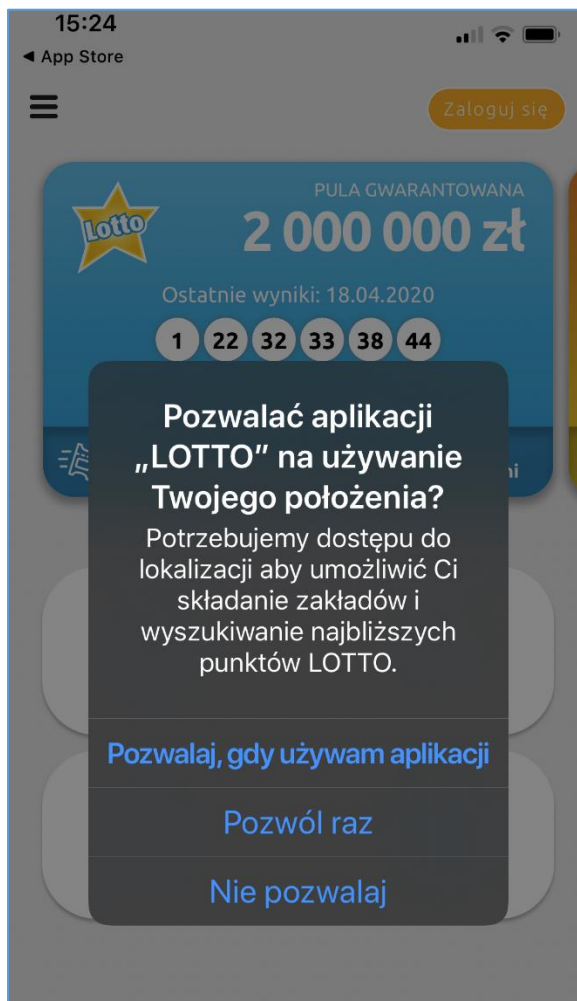 15:24
◀ App Store
Zaloguj się
PULA GWARANTOWANA
Lotto
2 000 000 zł
Ostatnie wyniki: 18.04.2020
1 22 32 33 38 44
Pozwalać aplikacji
„LOTTO” na używanie
Twojego położenia?
Potrzebujemy dostępu do
lokalizacji aby umożliwić Ci
składanie zakładów i
wyszukiwanie najbliższych
punktów LOTTO.
Pozwalaj, gdy używam aplikacji
Pozwól raz
Nie pozwalaj